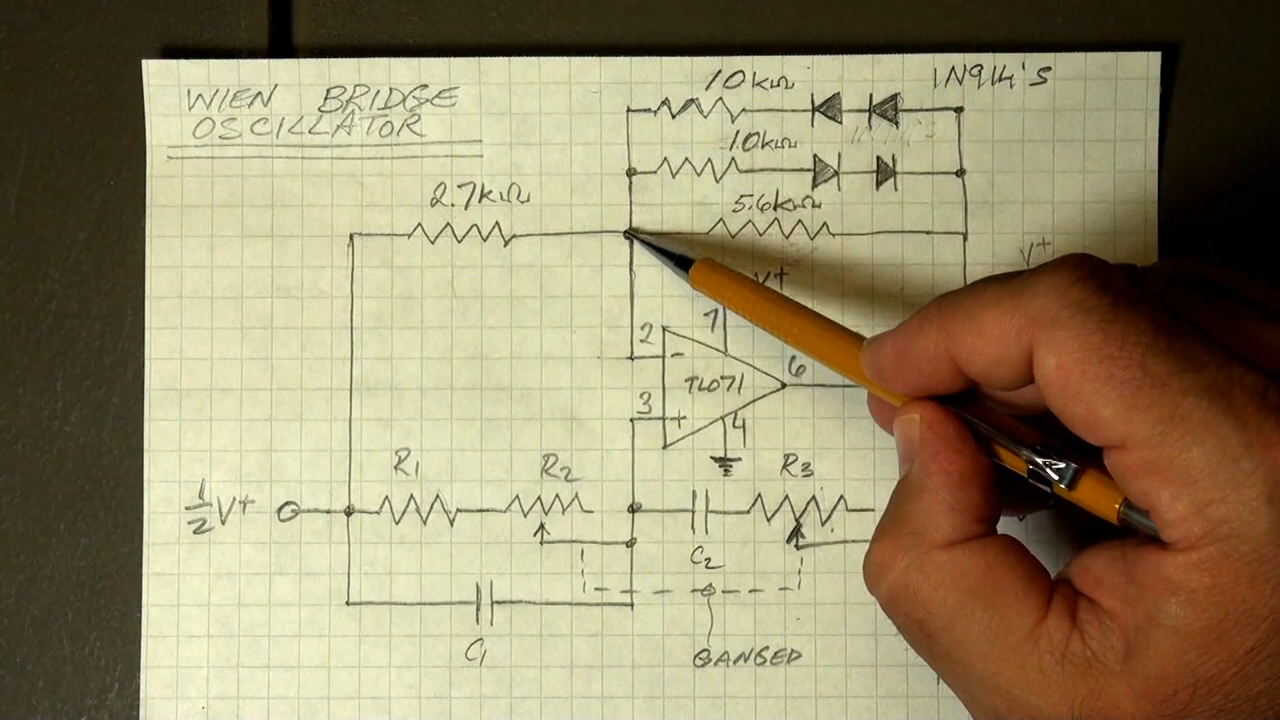 WIEN BRIDGE
OSCILLATOR
10kΩ
1N914's
10kΩ
2.7kΩ
5.6kΩ
V+
V+
7
2
-
TL071
6
3
+
4
R1
R2
R3
½V+
C2
C1
GANGED